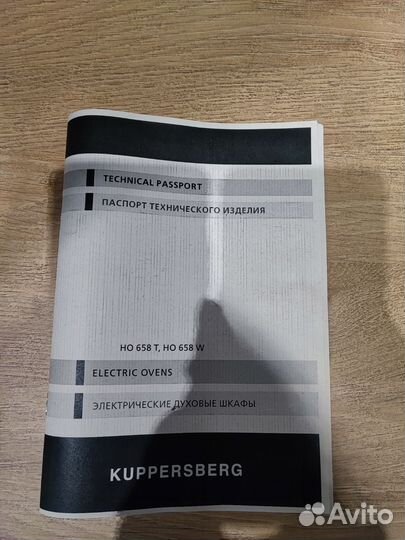 TECHNICAL PASSPORT
ПАСПОРТ ТЕХНИЧЕСКОГО ИЗДЕЛИЯ
HO 658 T, HO 658 W
ELECTRIC OVENS
ЭЛЕКТРИЧЕСКИЕ ДУХОВЫЕ ШКАФЫ
KUPPERSBERG
Avito